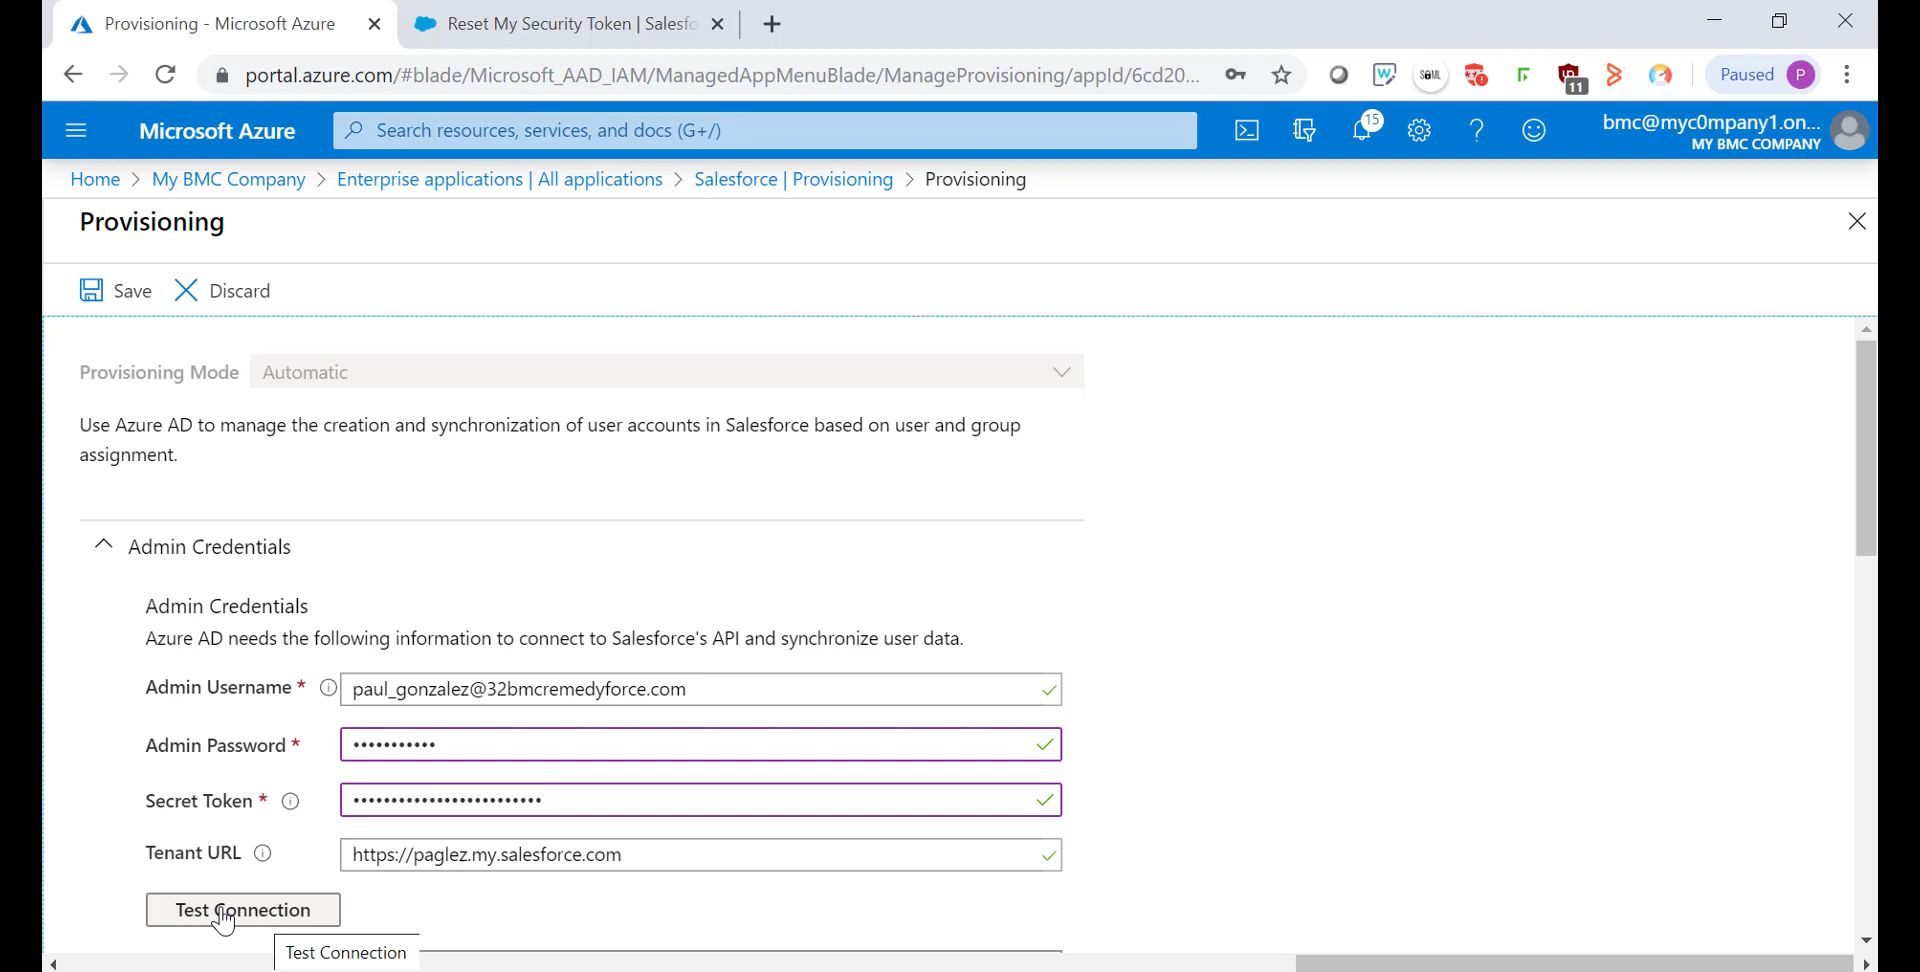 Provisioning - Microsoft Azure
Reset My Security Token | Salesfo
portal.azure.com/#blade/Microsoft_AAD_IAM/ManagedAppMenuBlade/ManageProvisioning/appId/6cd20...
SAML
11
Paused P
Microsoft Azure
Search resources, services, and docs (G+/)
15
bmc@myc0mpany1.on...
MY BMC COMPANY
Home > My BMC Company > Enterprise applications | All applications > Salesforce | Provisioning > Provisioning
Provisioning
Save Discard
Provisioning Mode Automatic
Use Azure AD to manage the creation and synchronization of user accounts in Salesforce based on user and group
assignment.
Admin Credentials
Admin Credentials
Azure AD needs the following information to connect to Salesforce's API and synchronize user data.
Admin Username * paul_gonzalez@32bmcremedyforce.com
Admin Password * •••••••••••
Secret Token * •••••••••••••••••••••••••
Tenant URL https://paglez.my.salesforce.com
Test Connection
Test Connection